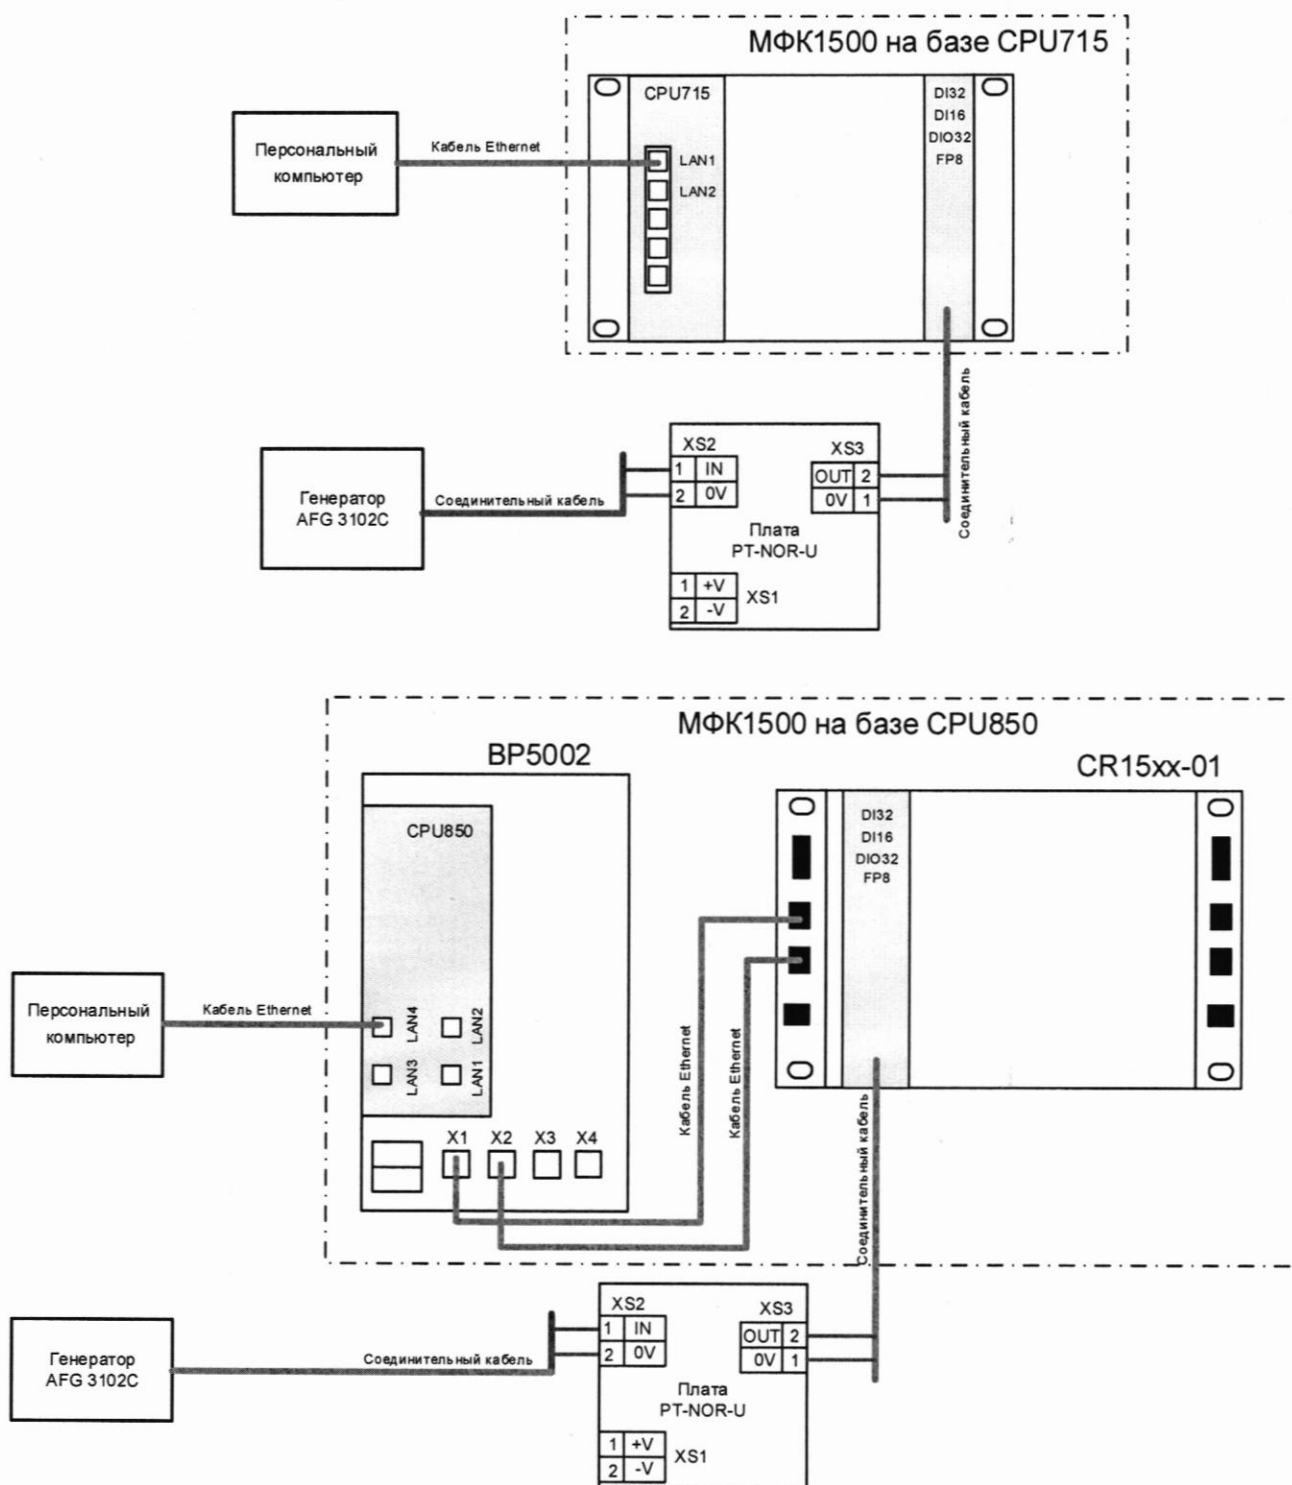 МФК1500 на базе CPU715
CPU715
DI32
DI16
DIO32
FP8
Персональный
компьютер
Кабель Ethernet
LAN1
LAN2
Соединительный кабель
Генератор
AFG 3102C
Соединительный кабель
XS2
1 IN
2 0V
XS3
OUT 2
0V 1
Плата
PT-NOR-U
1 +V
2 -V
XS1
МФК1500 на базе CPU850
BP5002
CR15xx-01
CPU850
DI32
DI16
DIO32
FP8
Персональный
компьютер
Кабель Ethernet
LAN4
LAN2
LAN3
LAN1
X1 X2 X3 X4
Кабель Ethernet
Кабель Ethernet
Соединительный кабель
Генератор
AFG 3102C
Соединительный кабель
XS2
1 IN
2 0V
XS3
OUT 2
0V 1
Плата
PT-NOR-U
1 +V
2 -V
XS1